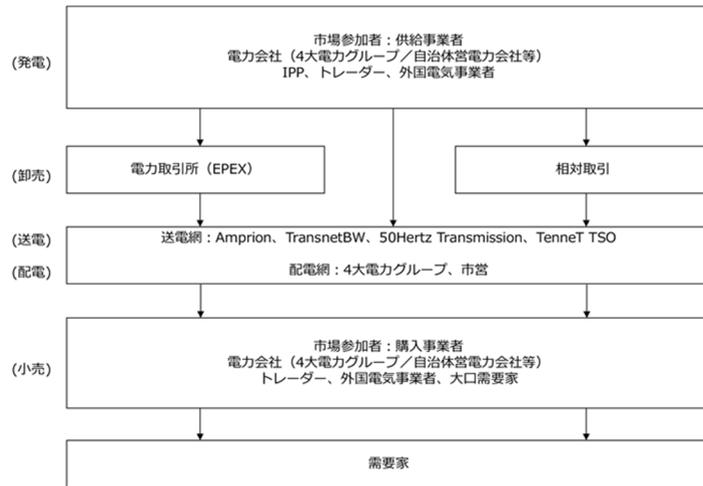 (発電)
市場参加者：供給事業者
電力会社（4大電力グループ／自治体営電力会社等）
IPP、トレーダー、外国電気事業者
(卸売)
電力取引所（EPEX）
相対取引
(送電)
送電網：Amprion、TransnetBW、50Hertz Transmission、TenneT TSO
(配電)
配電網：4大電力グループ、市営
(小売)
市場参加者：購入事業者
電力会社（4大電力グループ／自治体営電力会社等）
トレーダー、外国電気事業者、大口需要家
需要家